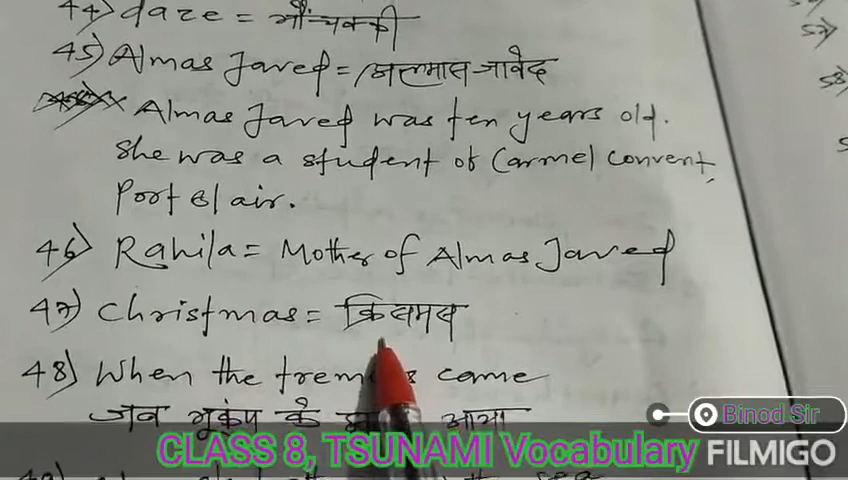 44) daze = भौंचक्की
45) Almas Javed = अलमास जावेद
Almas Javed was ten years old.
She was a student of Carmel convent,
Port Blair.
46) Rahila = Mother of Almas Javed
47) Christmas = क्रिसमस
48) When the came
जब भूकंप के आया
Binod Sir
CLASS 8, TSUNAMI Vocabulary FILMIGO